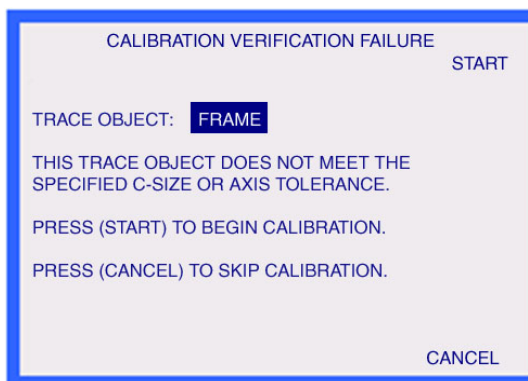 CALIBRATION VERIFICATION FAILURE
START
TRACE OBJECT: FRAME
THIS TRACE OBJECT DOES NOT MEET THE
SPECIFIED C-SIZE OR AXIS TOLERANCE.
PRESS (START) TO BEGIN CALIBRATION.
PRESS (CANCEL) TO SKIP CALIBRATION.
CANCEL